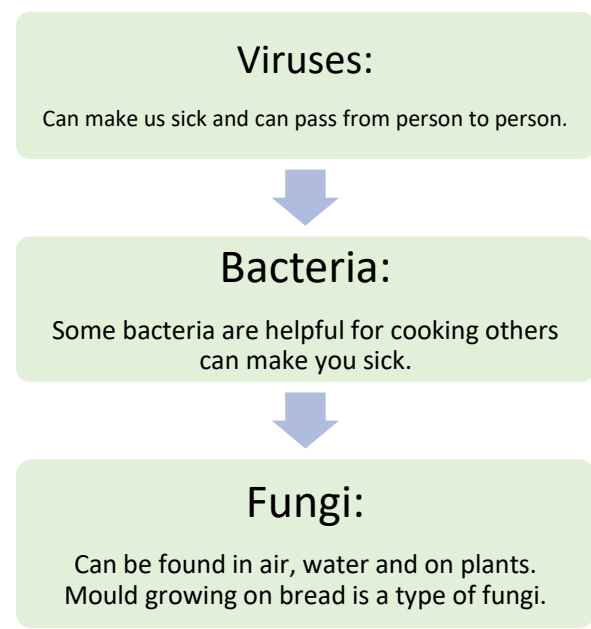 Viruses:
Can make us sick and can pass from person to person.
Bacteria:
Some bacteria are helpful for cooking others
can make you sick.
Fungi:
Can be found in air, water and on plants.
Mould growing on bread is a type of fungi.